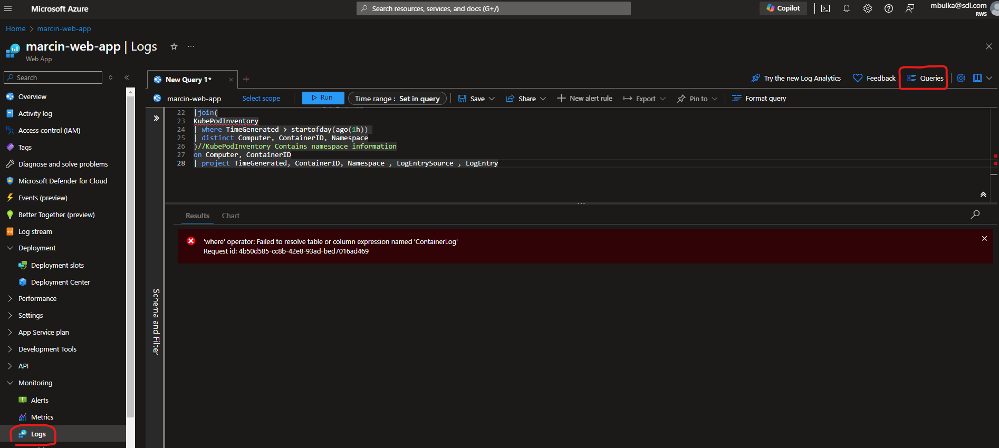 Microsoft Azure
Search resources, services, and docs (G+/)
Copilot
mbulka@sdl.com
RWS
Home > marcin-web-app
marcin-web-app | Logs
Web App
Search
New Query 1*
Try the new Log Analytics
Feedback
Queries
marcin-web-app
Select scope
Run
Time range : Set in query
Save
Share
New alert rule
Export
Pin to
Format query
Overview
Activity log
Access control (IAM)
Tags
Diagnose and solve problems
Microsoft Defender for Cloud
Events (preview)
Better Together (preview)
Log stream
Deployment
Deployment slots
Deployment Center
Performance
Settings
App Service plan
Development Tools
API
Monitoring
Alerts
Metrics
Logs
Schema and Filter
22 |join(
23 KubePodInventory
24 | where TimeGenerated > startofday(ago(1h))
25 | distinct Computer, ContainerID, Namespace
26 )//KubePodInventory Contains namespace information
27 on Computer, ContainerID
28 | project TimeGenerated, ContainerID, Namespace , LogEntrySource , LogEntry
Results
Chart
'where' operator: Failed to resolve table or column expression named 'ContainerLog'
Request id: 4b50d585-cc8b-42e8-93ad-bed7016ad469